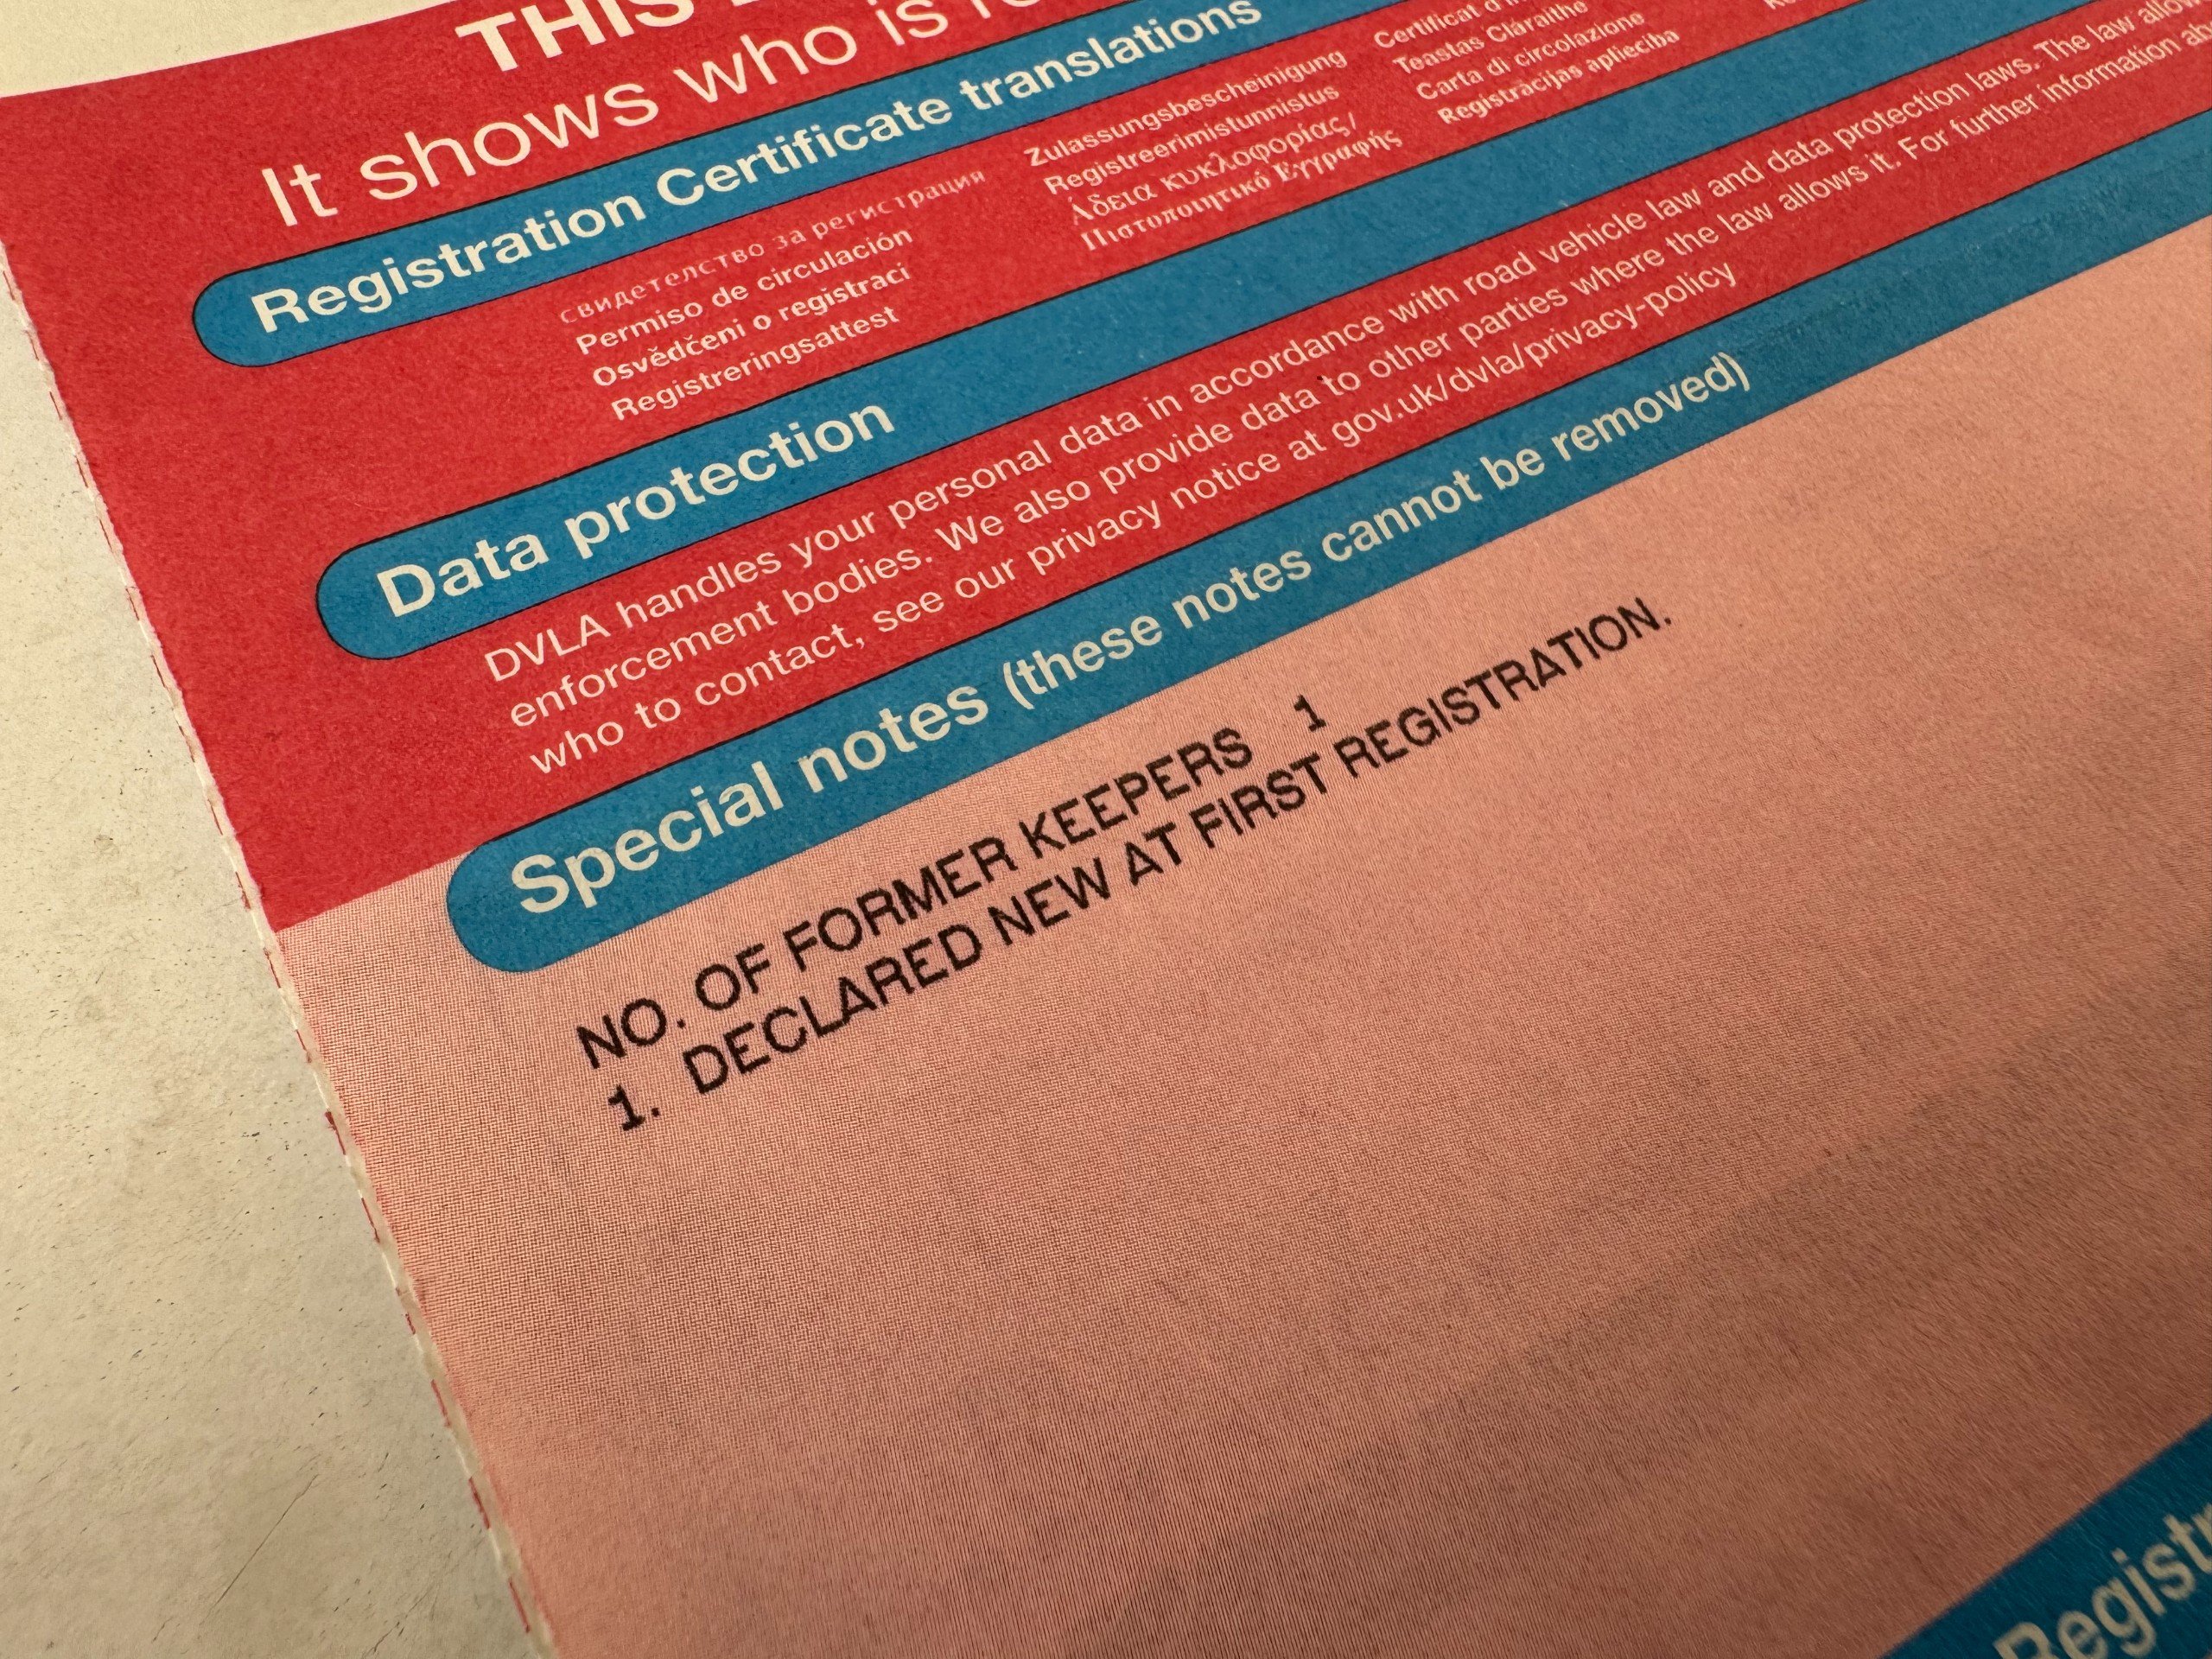 THIS
It shows who is
Registration Certificate translations
свидетелство за регистрация
Permiso de circulación
Osvědčení o registraci
Registreringsattest
Zulassungsbescheinigung
Registreerimistunnistus
Άδεια κυκλοφορίας/
Πιστοποιητικό Εγγραφής
Certificat
Teastas Cláraithe
Carta di circolazione
Reģistrācijas apliecība
Data protection
DVLA handles your personal data in accordance with road vehicle law and data protection laws. The law
enforcement bodies. We also provide data to other parties where the law allows it. For further information
who to contact, see our privacy notice at gov.uk/dvla/privacy-policy
Special notes (these notes cannot be removed)
NO. OF FORMER KEEPERS 1
1. DECLARED NEW AT FIRST REGISTRATION.